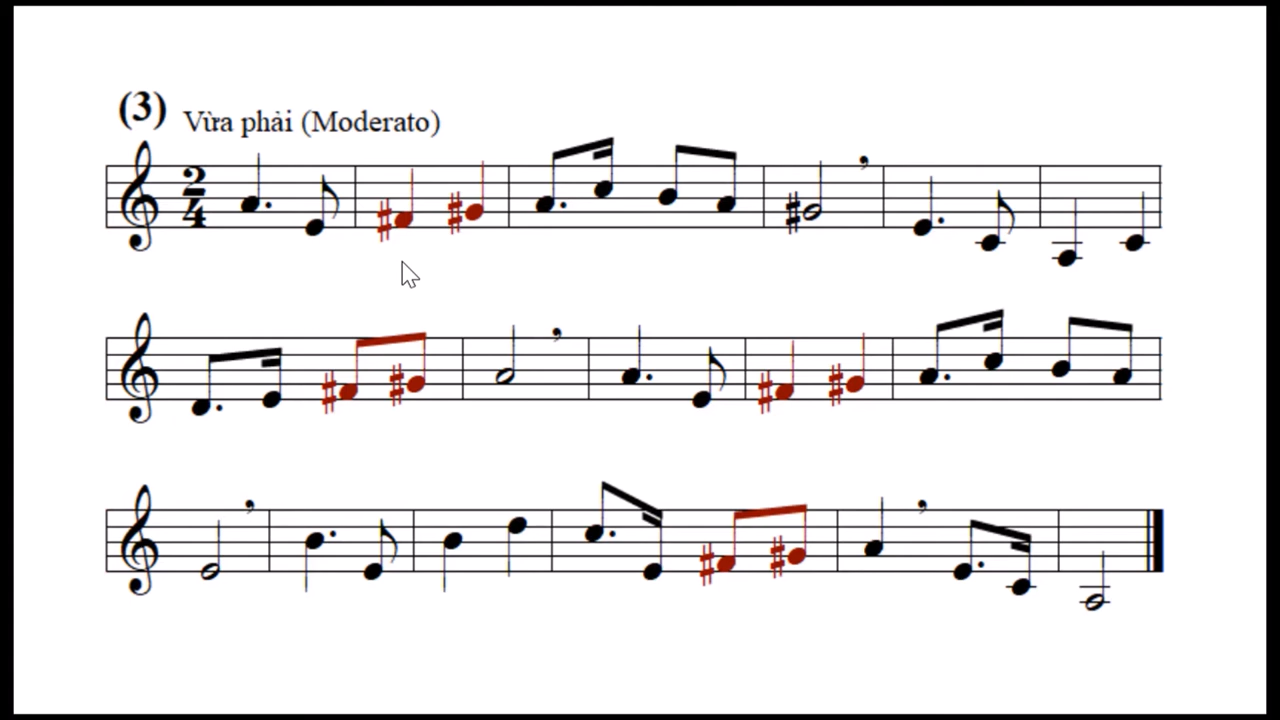 (3)
Vừa phải (Moderato)
2
4